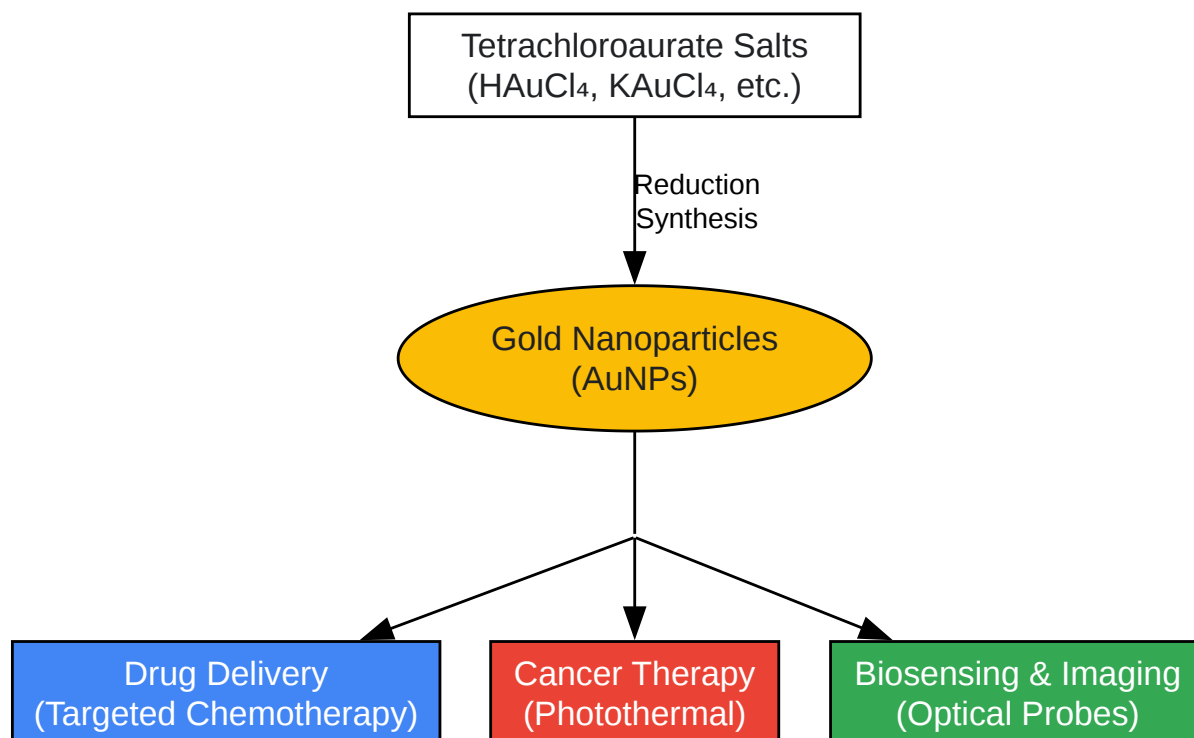 Tetrachloroaurate Salts
(HAuCl₄, KAuCl₄, etc.)
Reduction
Synthesis
Gold Nanoparticles
(AuNPs)
Drug Delivery
(Targeted Chemotherapy)
Cancer Therapy
(Photothermal)
Biosensing & Imaging
(Optical Probes)